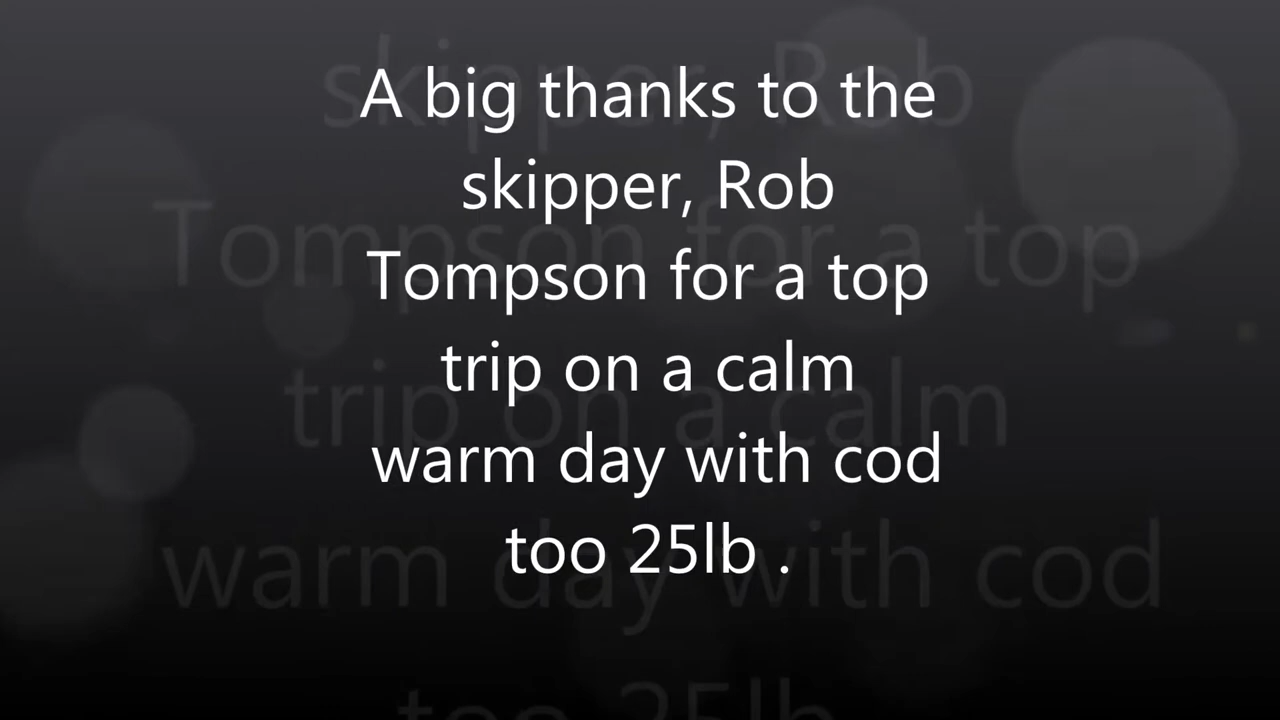 A big thanks to the
skipper, Rob
Tompson for a top
trip on a calm
warm day with cod
too 25lb .